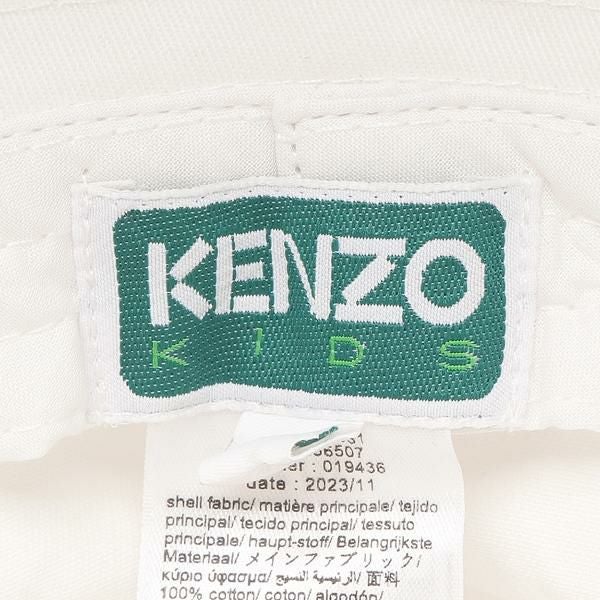 KENZO
KIDS
6507
: 019436
date : 2023/11
shell fabric/ matière principale/ tejido
principal/ tecido principal/ tessuto
principale/ haupt-stoff/ Belangrijkste
Materiaal/ メインファブリック/
κύριο ύφασμα/ الرئيسية النسيج/ 面料
100% cotton/ coton/ algodón/